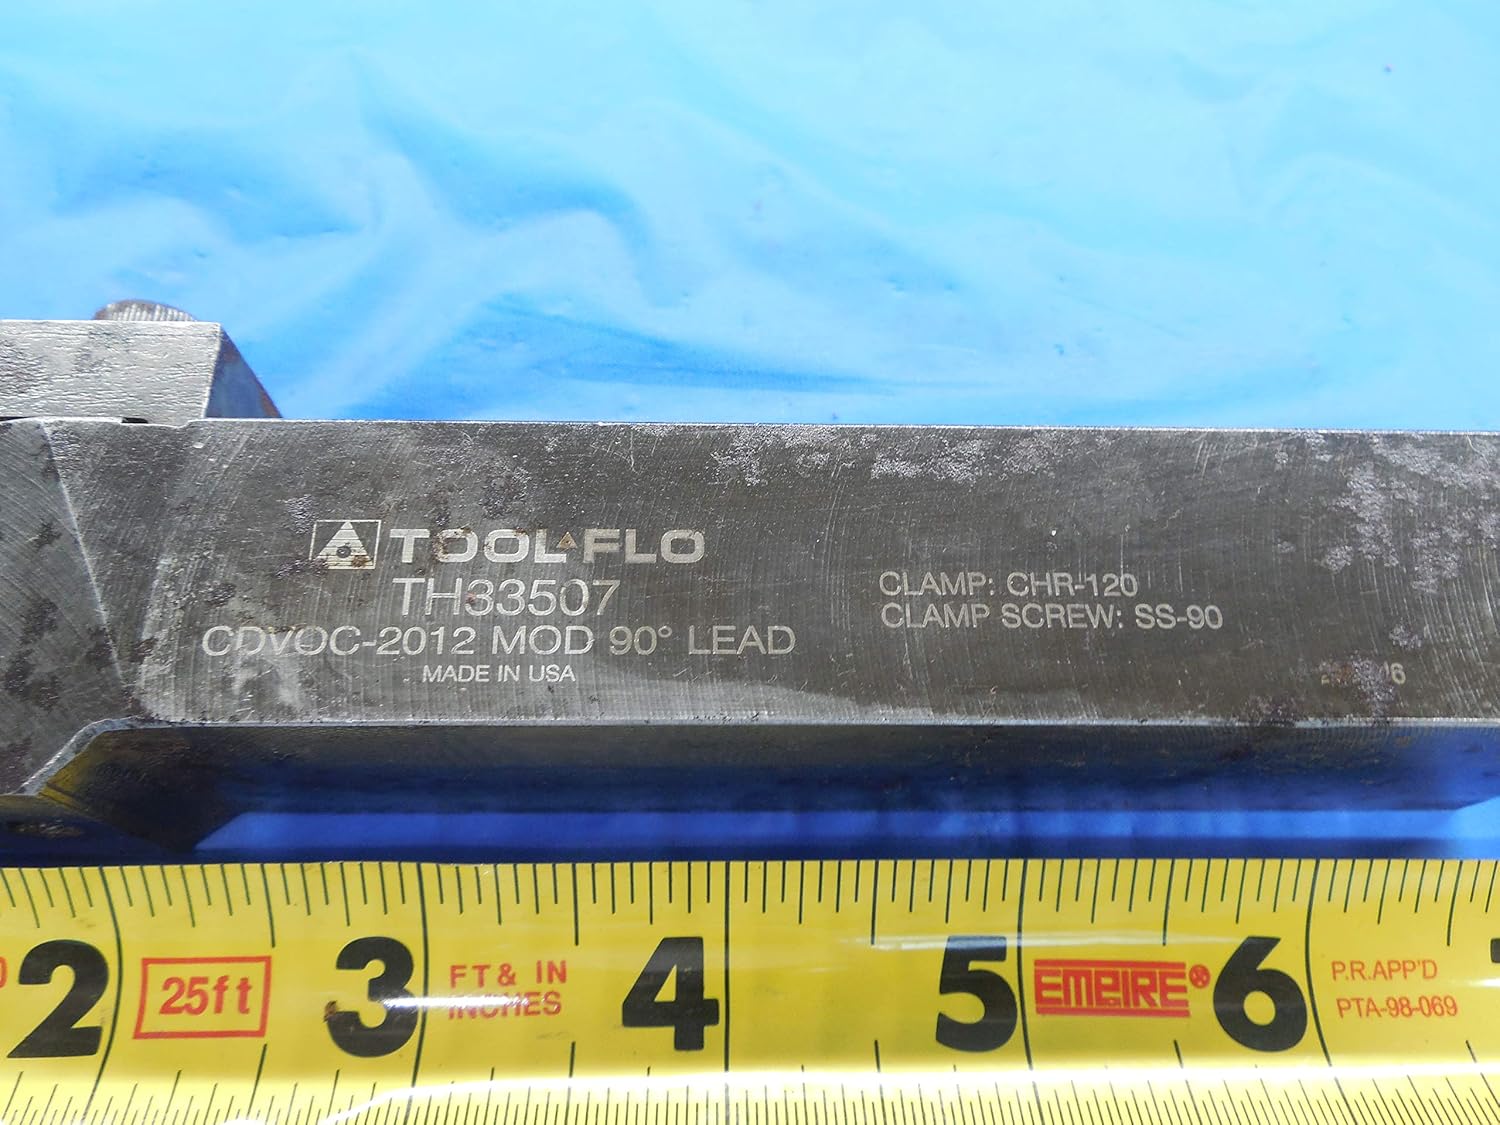 TOOL-FLO
TH33507
CDVOC-2012 MOD 90° LEAD
MADE IN USA
CLAMP: CHR-120
CLAMP SCREW: SS-90
2 25ft 3 FT & IN 4 5 EMPIRE® 6 P.R.APP'D
INCHES PTA-98-069